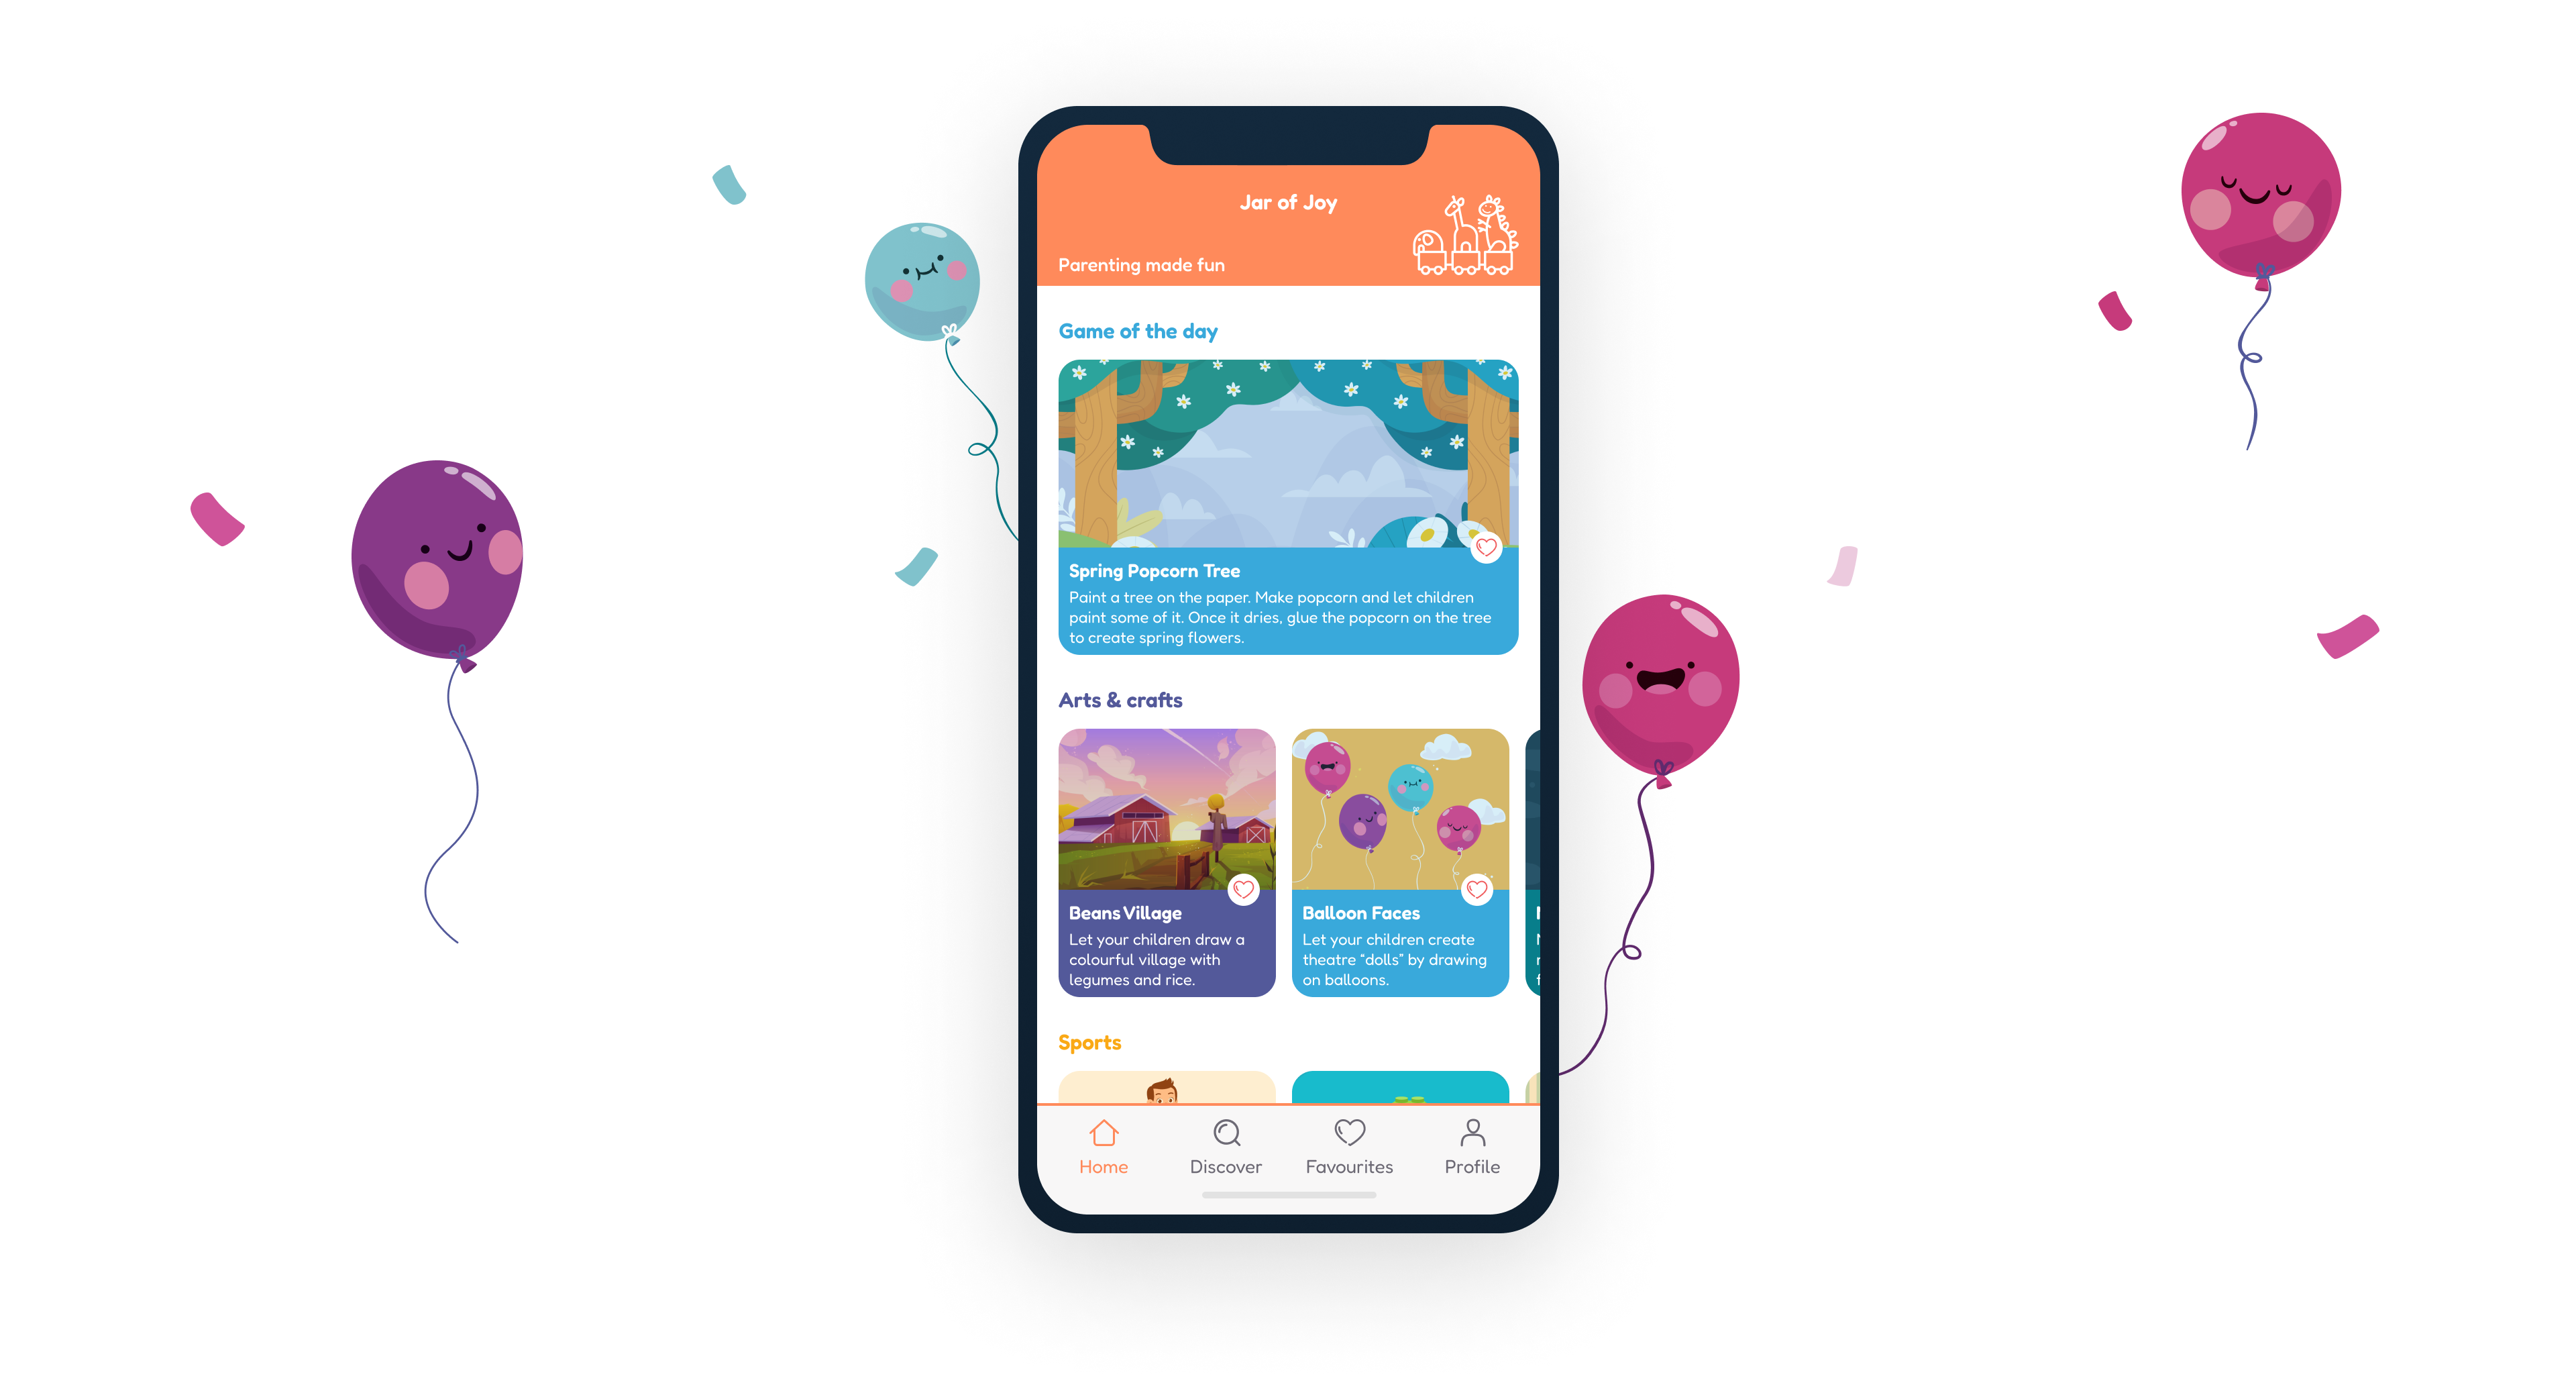 Jar of Joy
Parenting made fun
Game of the day
Spring Popcorn Tree
Paint a tree on the paper. Make popcorn and let children
paint some of it. Once it dries, glue the popcorn on the tree
to create spring flowers.
Arts & crafts
Beans Village
Let your children draw a
colourful village with
legumes and rice.
Balloon Faces
Let your children create
theatre “dolls” by drawing
on balloons.
Sports
Home
Discover
Favourites
Profile